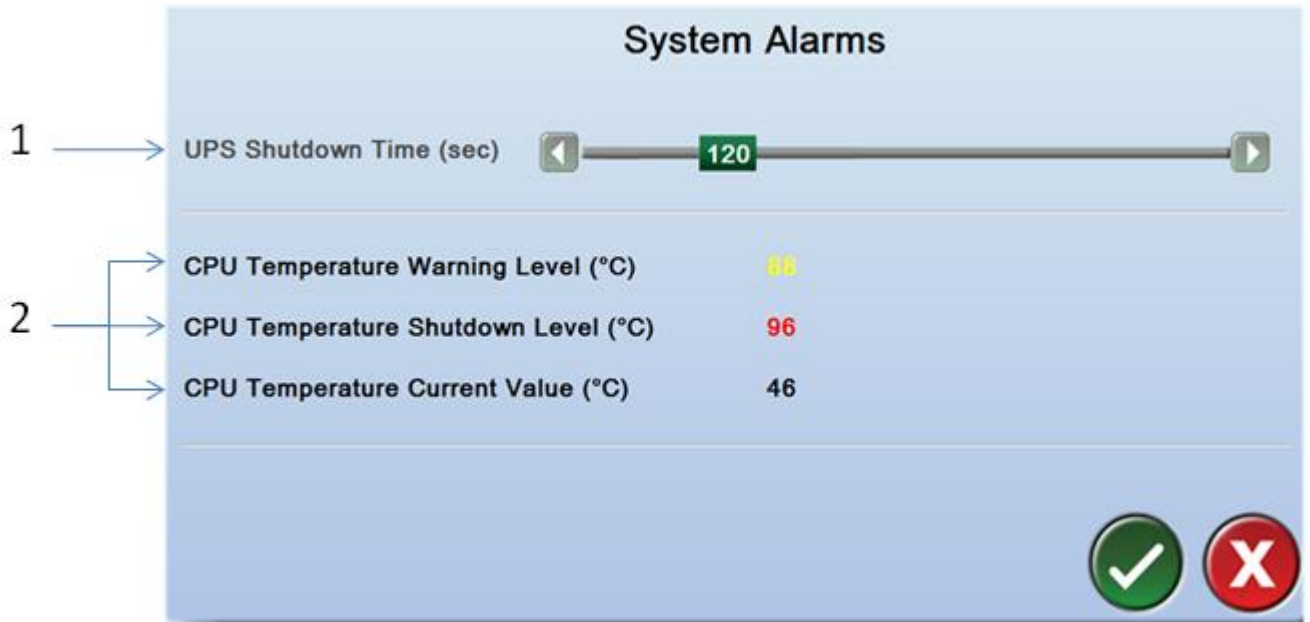 System Alarms
1 UPS Shutdown Time (sec) 120
CPU Temperature Warning Level (°C) 88
2 CPU Temperature Shutdown Level (°C) 96
CPU Temperature Current Value (°C) 46
X